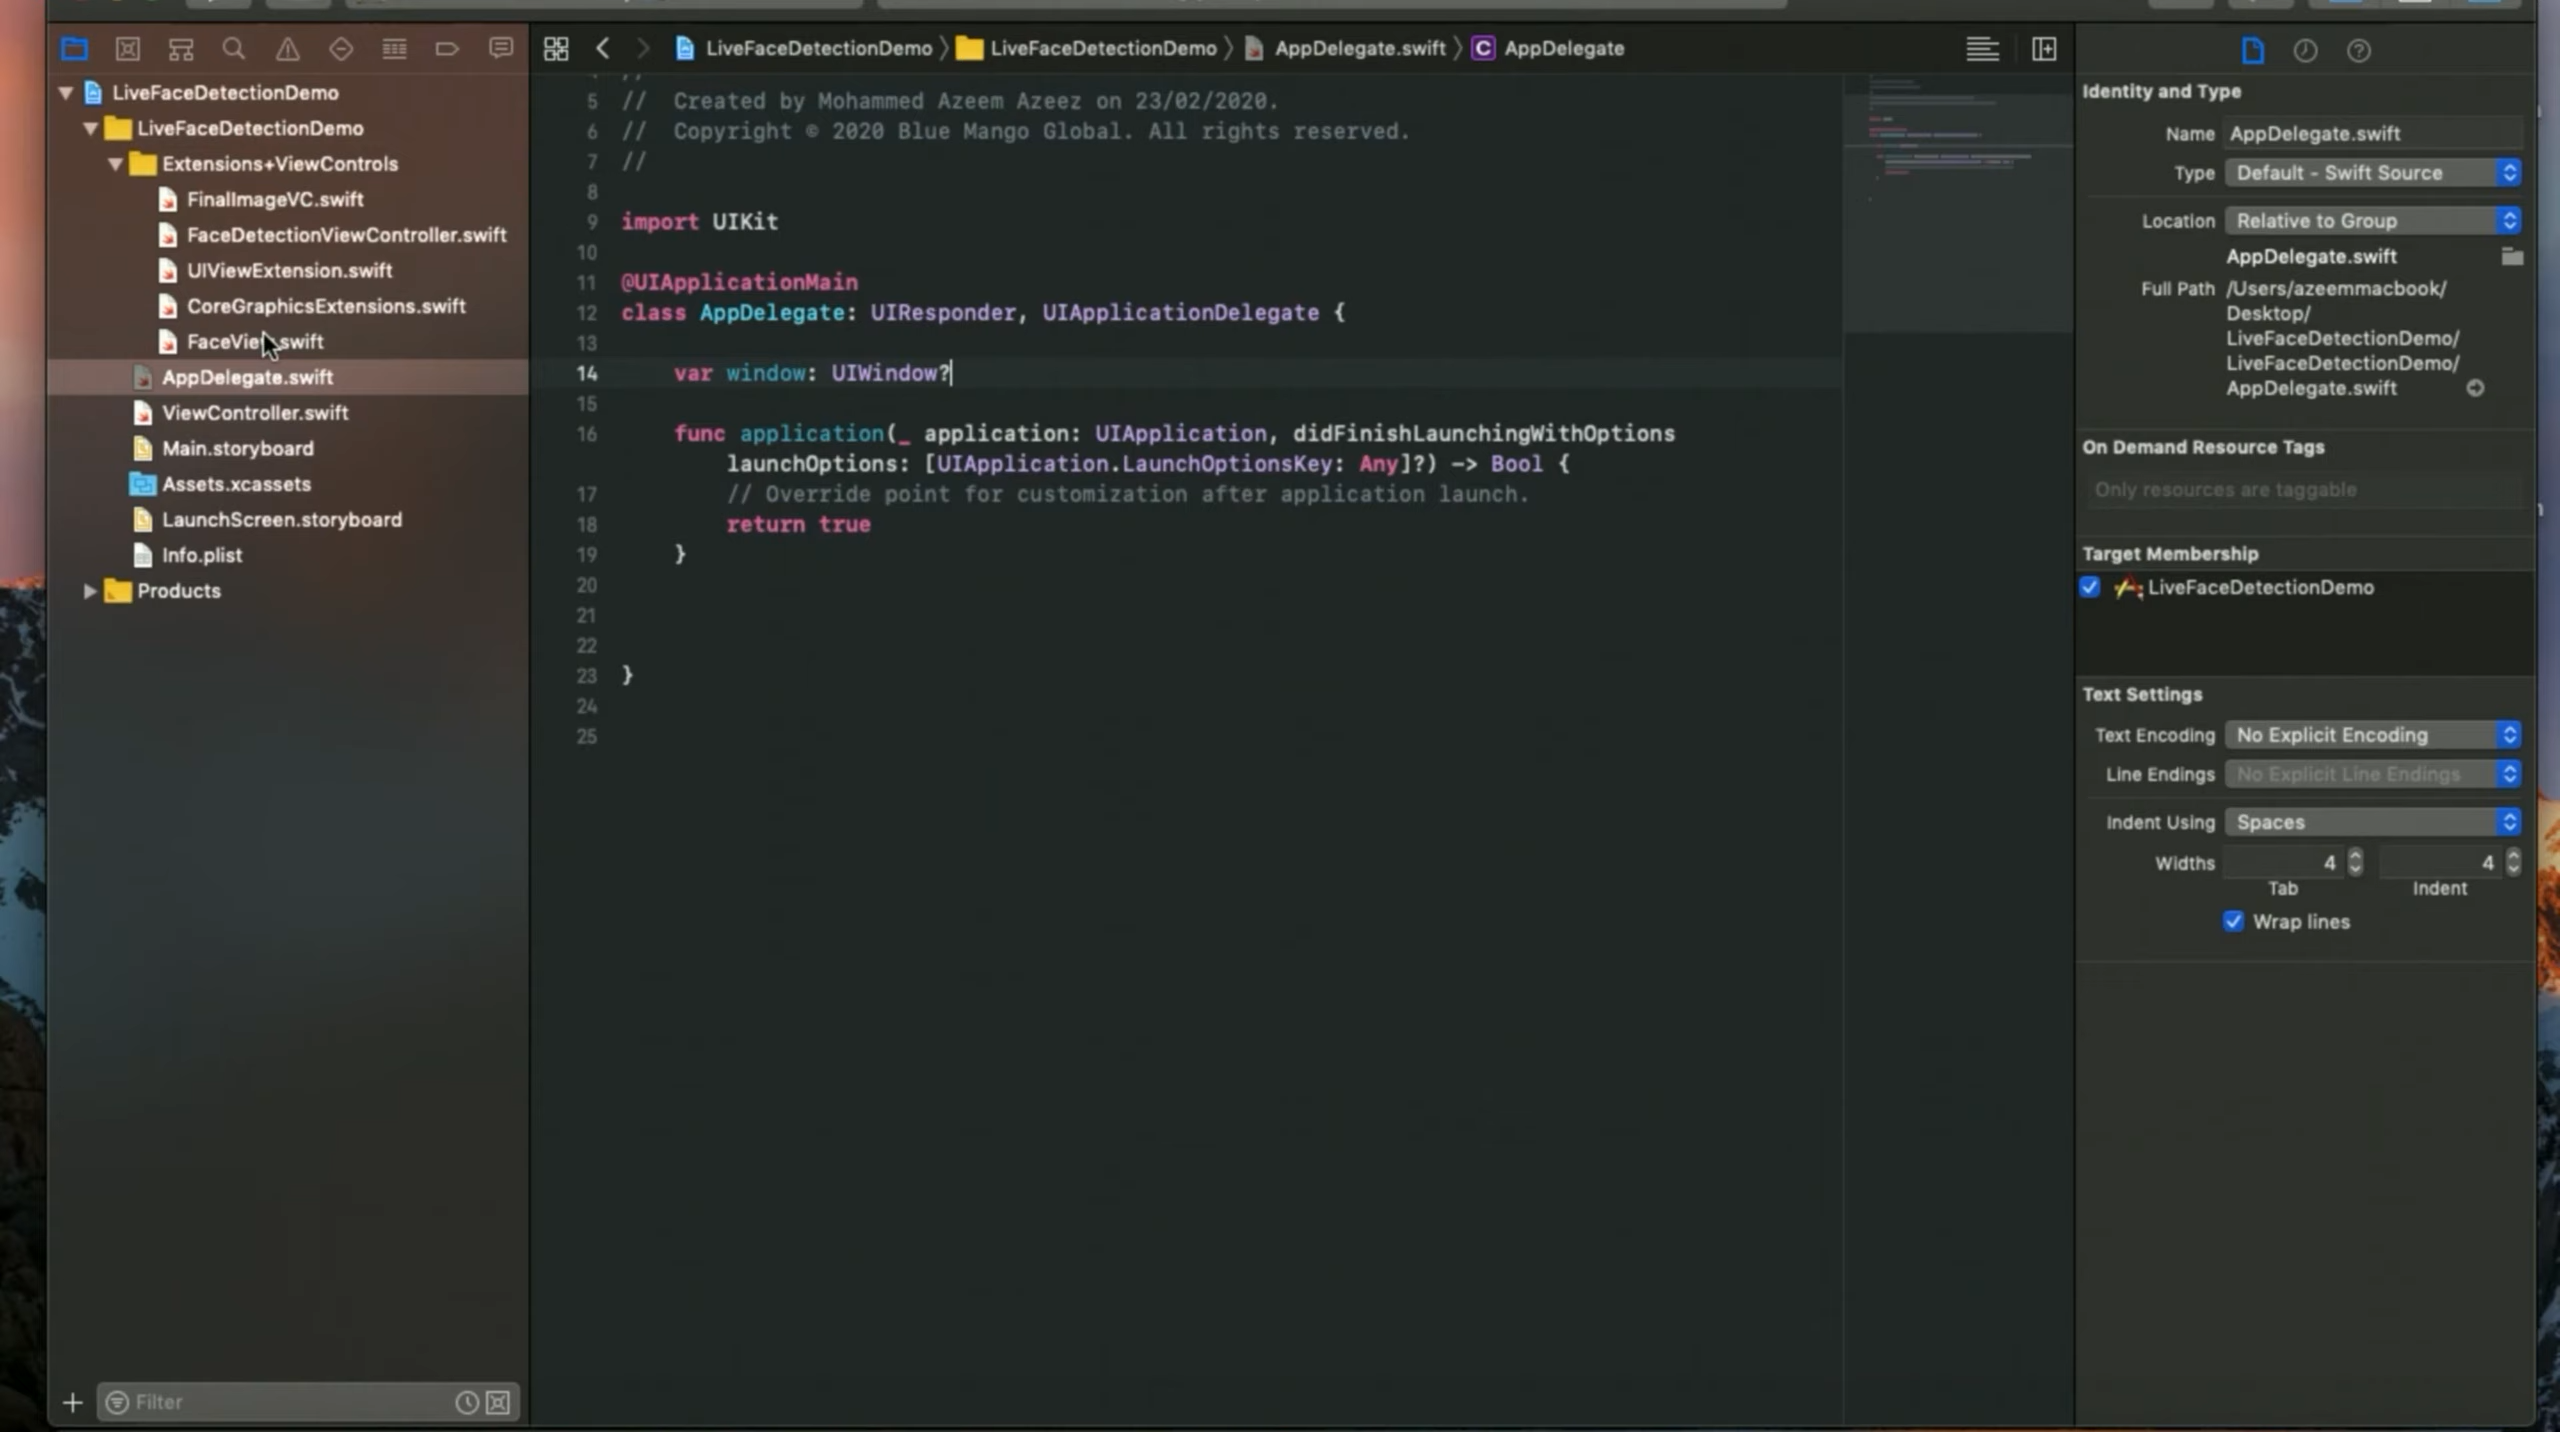 LiveFaceDetectionDemo
LiveFaceDetectionDemo
Extensions+ViewControls
FinalImageVC.swift
FaceDetectionViewController.swift
UIViewExtension.swift
CoreGraphicsExtensions.swift
FaceView.swift
AppDelegate.swift
ViewController.swift
Main.storyboard
Assets.xcassets
LaunchScreen.storyboard
Info.plist
Products
Filter
LiveFaceDetectionDemo 〉 LiveFaceDetectionDemo 〉 AppDelegate.swift 〉 C AppDelegate
5 //  Created by Mohammed Azeem Azeez on 23/02/2020.
6 //  Copyright © 2020 Blue Mango Global. All rights reserved.
7 //
8
9 import UIKit
10
11 @UIApplicationMain
12 class AppDelegate: UIResponder, UIApplicationDelegate {
13
14     var window: UIWindow?
15
16     func application(_ application: UIApplication, didFinishLaunchingWithOptions
launchOptions: [UIApplication.LaunchOptionsKey: Any]?) -> Bool {
17         // Override point for customization after application launch.
18         return true
19     }
20
21
22
23 }
24
25
Identity and Type
Name AppDelegate.swift
Type Default - Swift Source
Location Relative to Group
AppDelegate.swift
Full Path /Users/azeemmacbook/
Desktop/
LiveFaceDetectionDemo/
LiveFaceDetectionDemo/
AppDelegate.swift
On Demand Resource Tags
Only resources are taggable
Target Membership
LiveFaceDetectionDemo
Text Settings
Text Encoding No Explicit Encoding
Line Endings No Explicit Line Endings
Indent Using Spaces
Widths 4 4
Tab Indent
Wrap lines